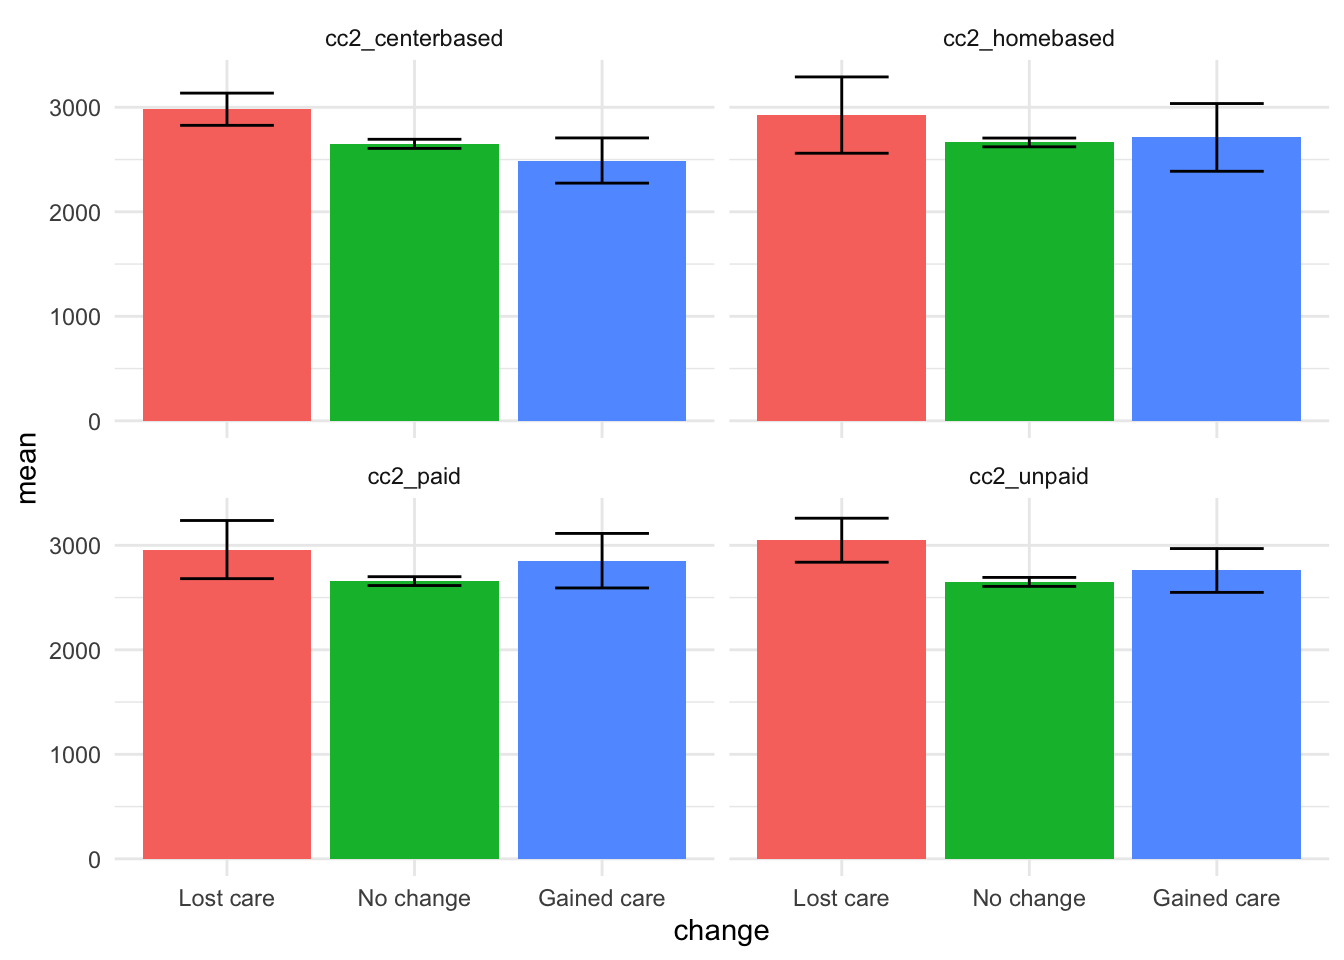 cc2_centerbased
cc2_homebased
3000
2000
1000
0
mean
cc2_paid
cc2_unpaid
3000
2000
1000
0
Lost care
No change
Gained care
Lost care
No change
Gained care
change